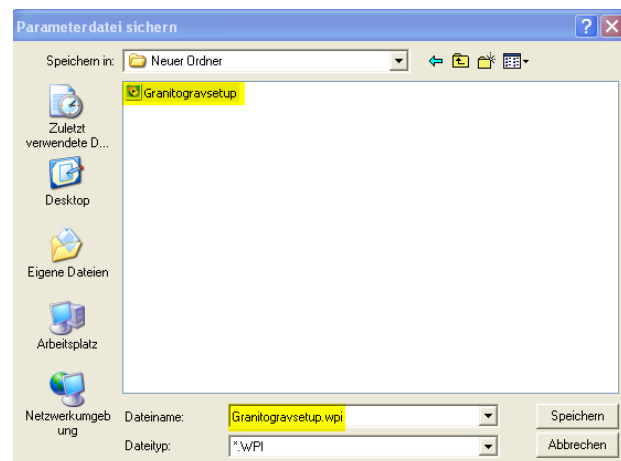 Parameterdatei sichern
Speichern in:
Neuer Ordner
Granitogravsetup
Zuletzt
verwendete D...
Desktop
Eigene Dateien
Arbeitsplatz
Netzwerkumgeb
ung
Dateiname:
Granitogravsetup.wpi
Speichern
Dateityp:
*.WPI
Abbrechen